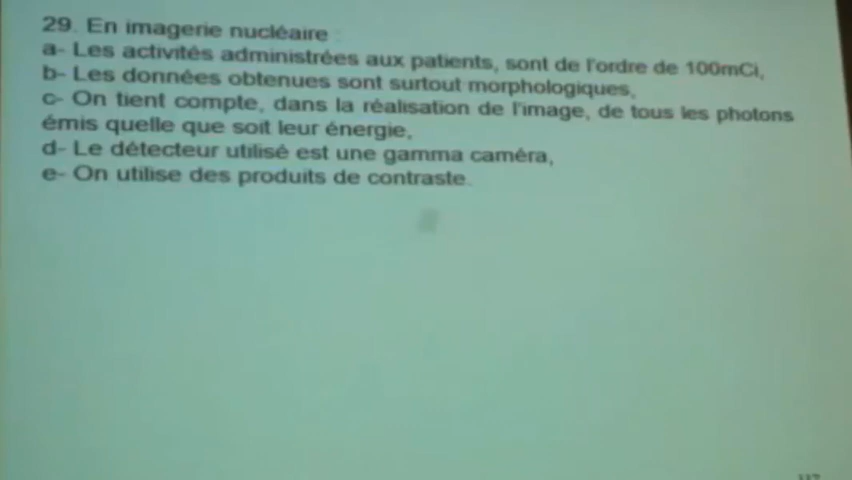 29. En imagerie nucléaire :
a- Les activités administrées aux patients, sont de l'ordre de 100mCi,
b- Les données obtenues sont surtout morphologiques,
c- On tient compte, dans la réalisation de l'image, de tous les photons
émis quelle que soit leur énergie,
d- Le détecteur utilisé est une gamma caméra,
e- On utilise des produits de contraste.